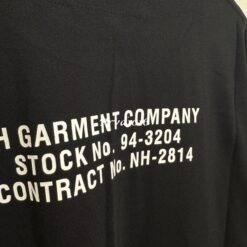 H GARMENT COMPANY
STOCK No. 94-3204
CONTRACT No. NH-2814